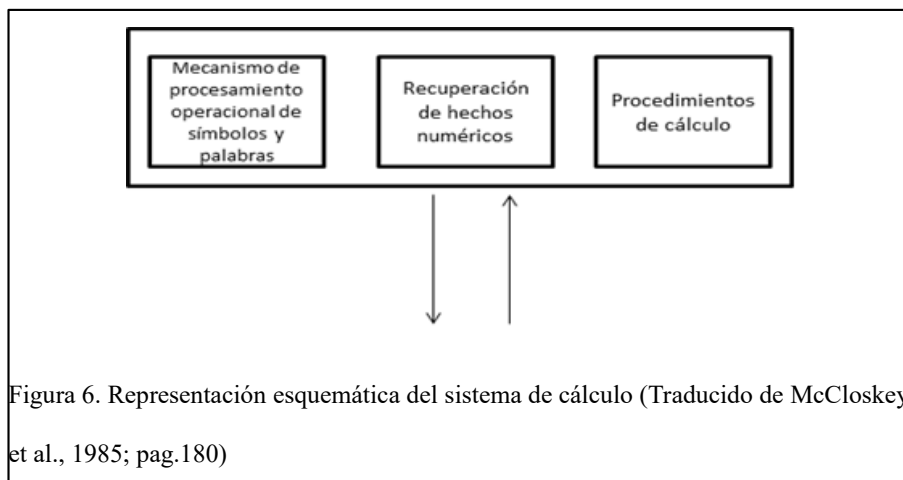 Mecanismo de
procesamiento
operacional de
símbolos y
palabras
Recuperación
de hechos
numéricos
Procedimientos
de cálculo
Figura 6. Representación esquemática del sistema de cálculo (Traducido de McCloskey
et al., 1985; pag.180)